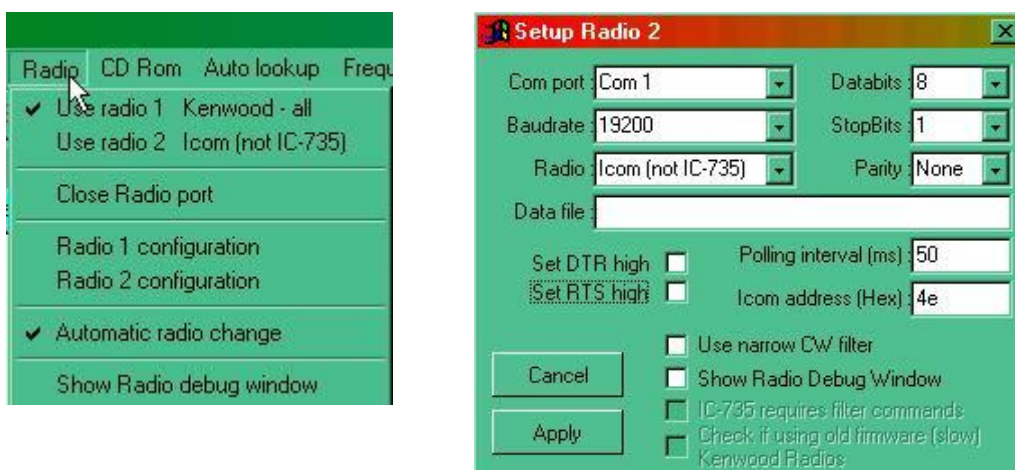 Radio CD Rom Auto lookup Frequ
Use radio 1 Kenwood - all
Use radio 2 Icom (not IC-735)
Close Radio port
Radio 1 configuration
Radio 2 configuration
Automatic radio change
Show Radio debug window
Setup Radio 2
Com port : Com 1 Databits : 8
Baudrate : 19200 StopBits : 1
Radio : Icom (not IC-735) Parity : None
Data file :
Set DTR high Polling interval (ms) : 50
Set RTS high Icom address (Hex) : 4e
Use narrow CW filter
Cancel Show Radio Debug Window
IC-735 requires filter commands
Apply Check if using old firmware (slow)
Kenwood Radios